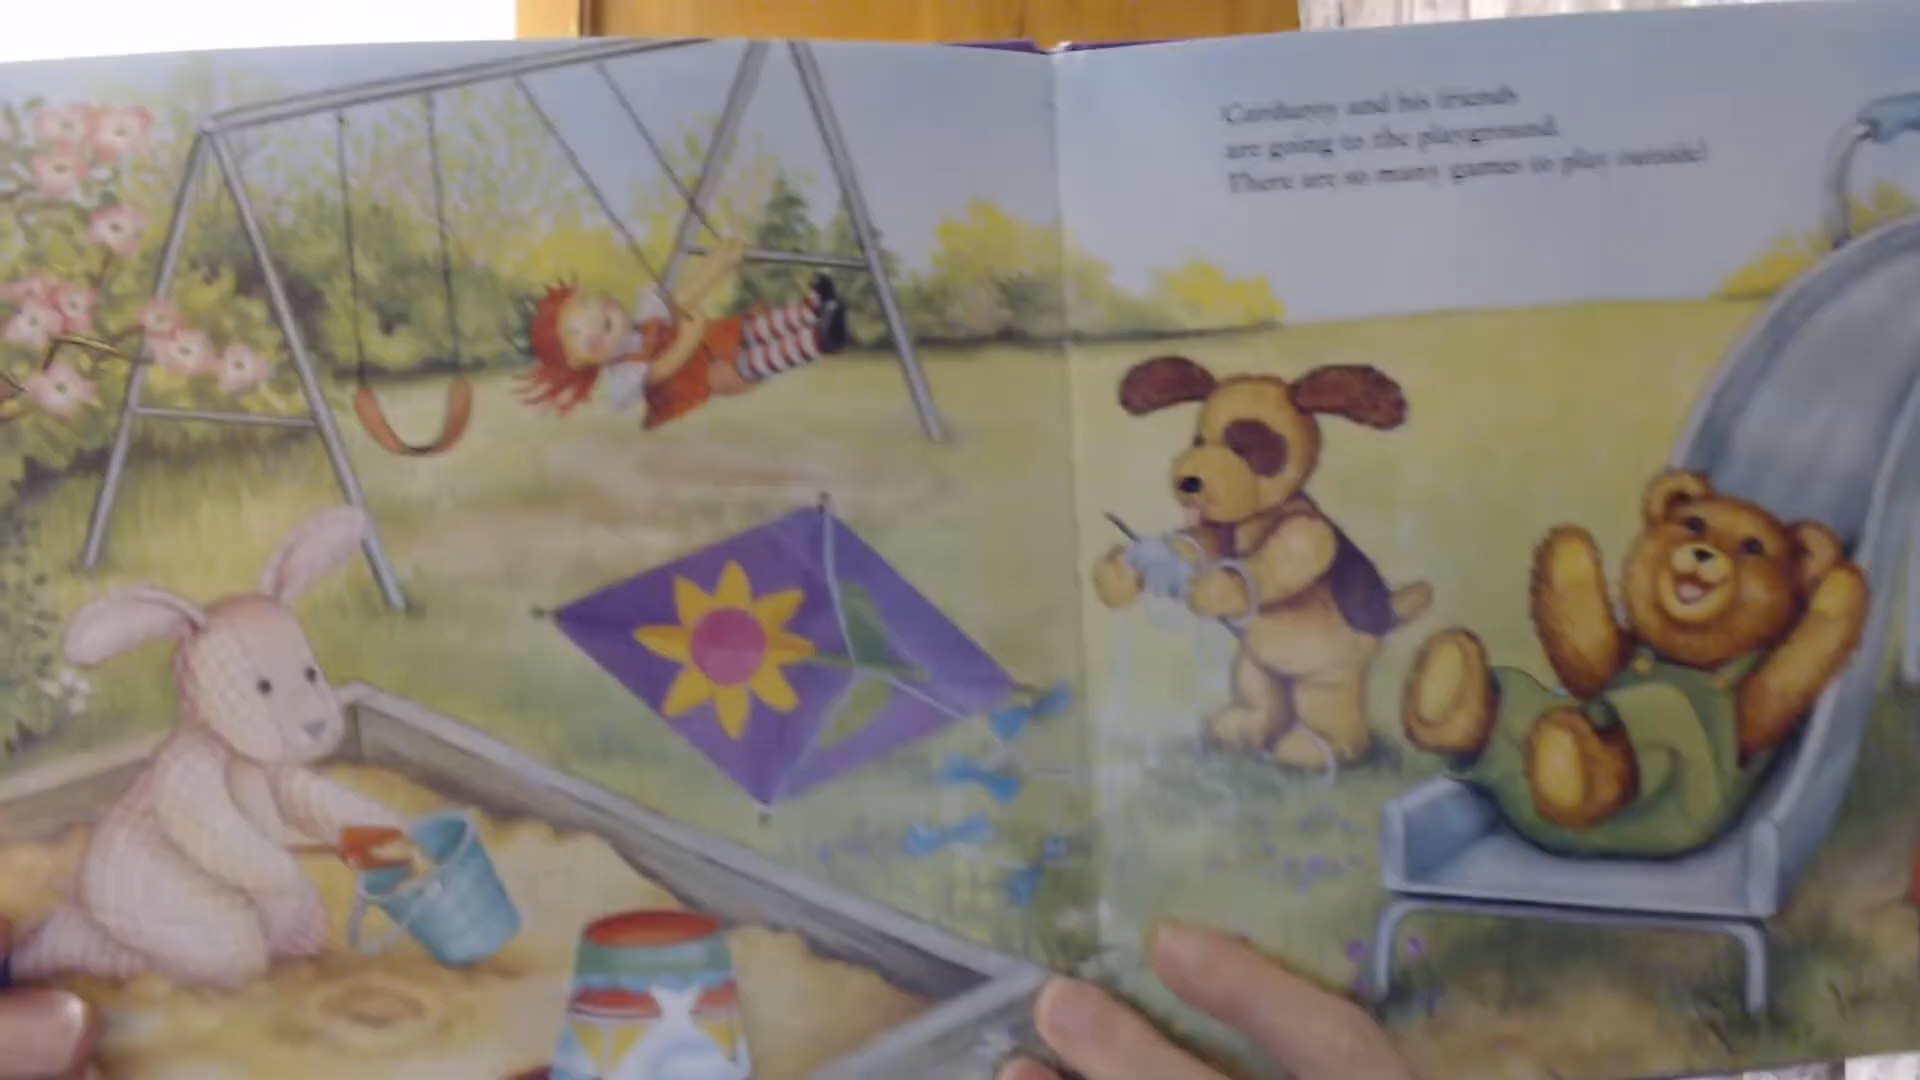 Corduroy and his friends
are going to the playground.
There are so many games to play outside!